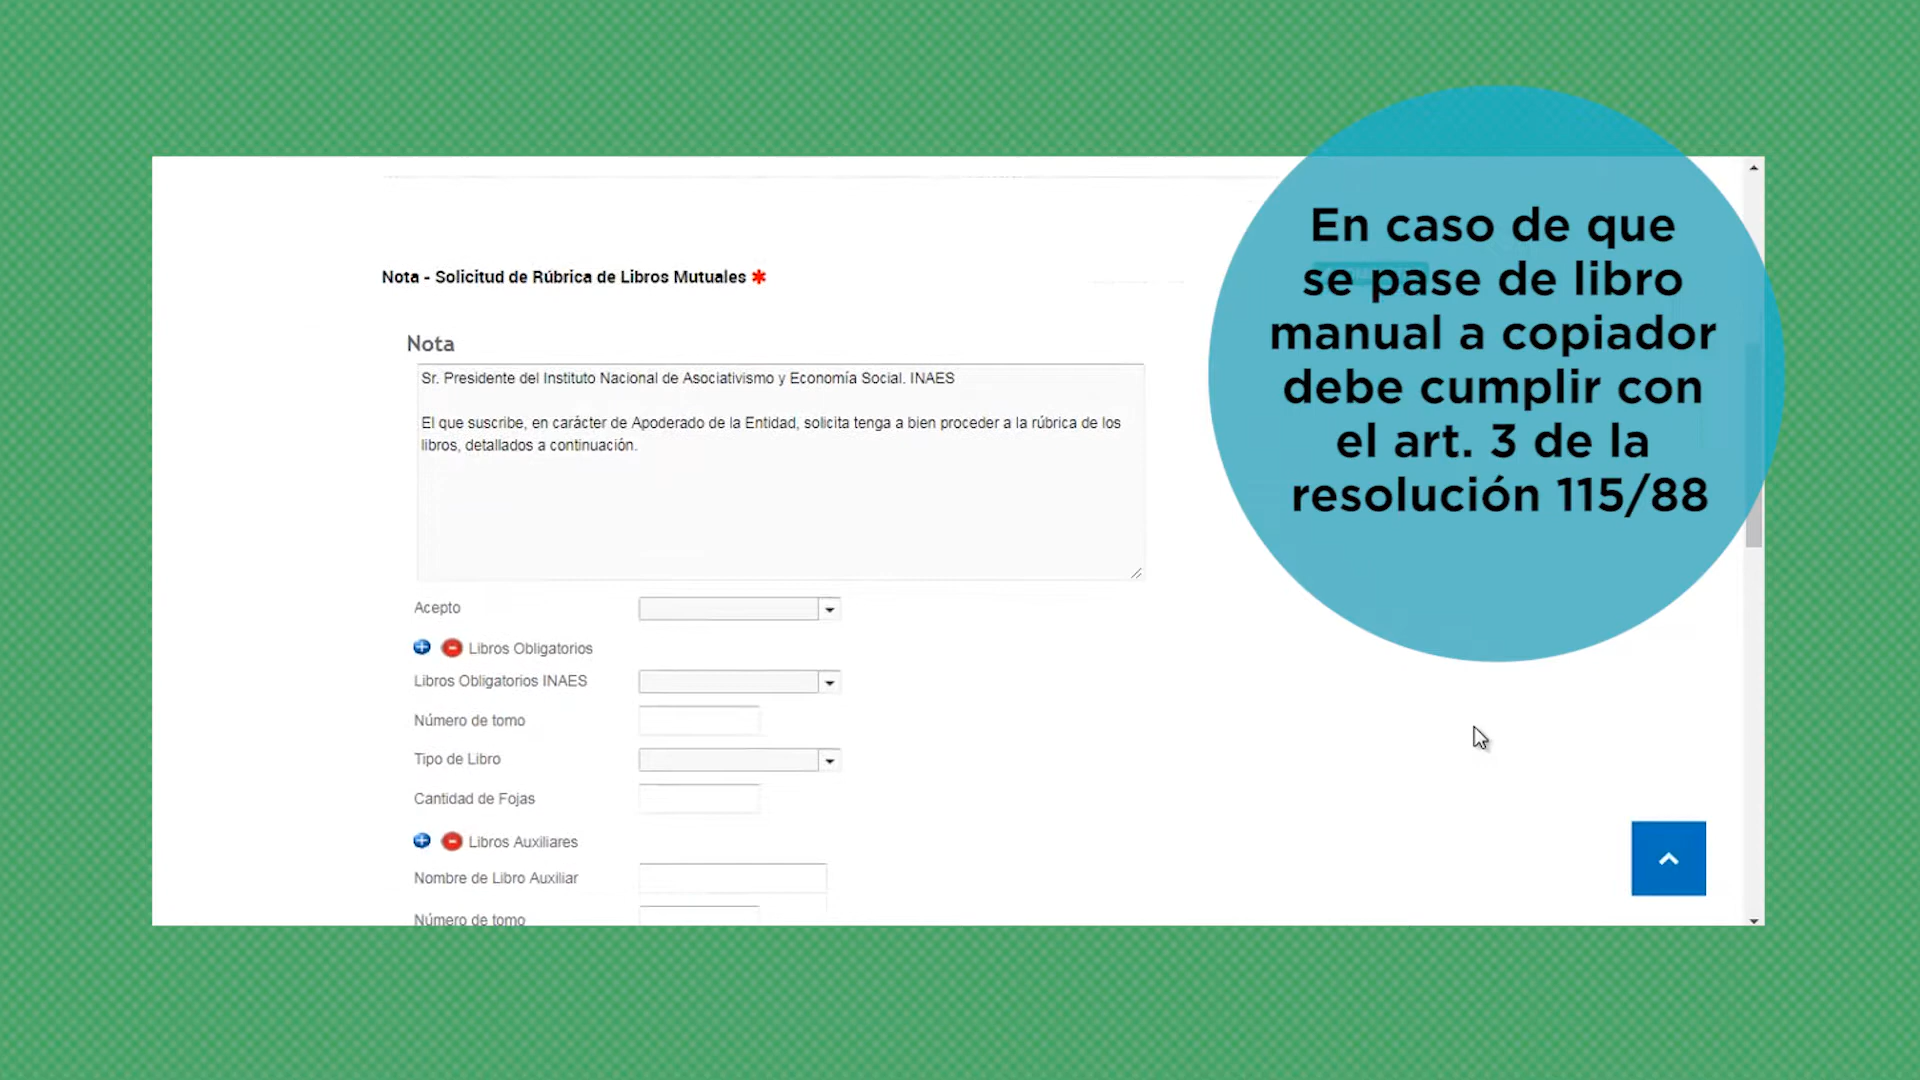 Nota - Solicitud de Rúbrica de Libros Mutuales *
Nota
Sr. Presidente del Instituto Nacional de Asociativismo y Economía Social. INAES
El que suscribe, en carácter de Apoderado de la Entidad, solicita tenga a bien proceder a la rúbrica de los
libros, detallados a continuación.
Acepto
Libros Obligatorios
Libros Obligatorios INAES
Número de tomo
Tipo de Libro
Cantidad de Fojas
Libros Auxiliares
Nombre de Libro Auxiliar
Número de tomo
En caso de que
se pase de libro
manual a copiador
debe cumplir con
el art. 3 de la
resolución 115/88